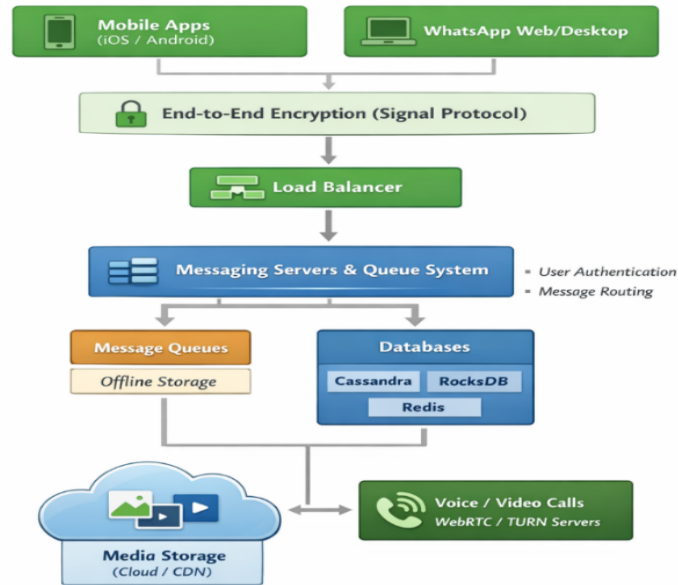 Mobile Apps
(iOS / Android)
WhatsApp Web/Desktop
End-to-End Encryption (Signal Protocol)
Load Balancer
Messaging Servers & Queue System
▪ User Authentication
▪ Message Routing
Message Queues
Offline Storage
Databases
Cassandra
RocksDB
Redis
Media Storage
(Cloud / CDN)
Voice / Video Calls
WebRTC / TURN Servers